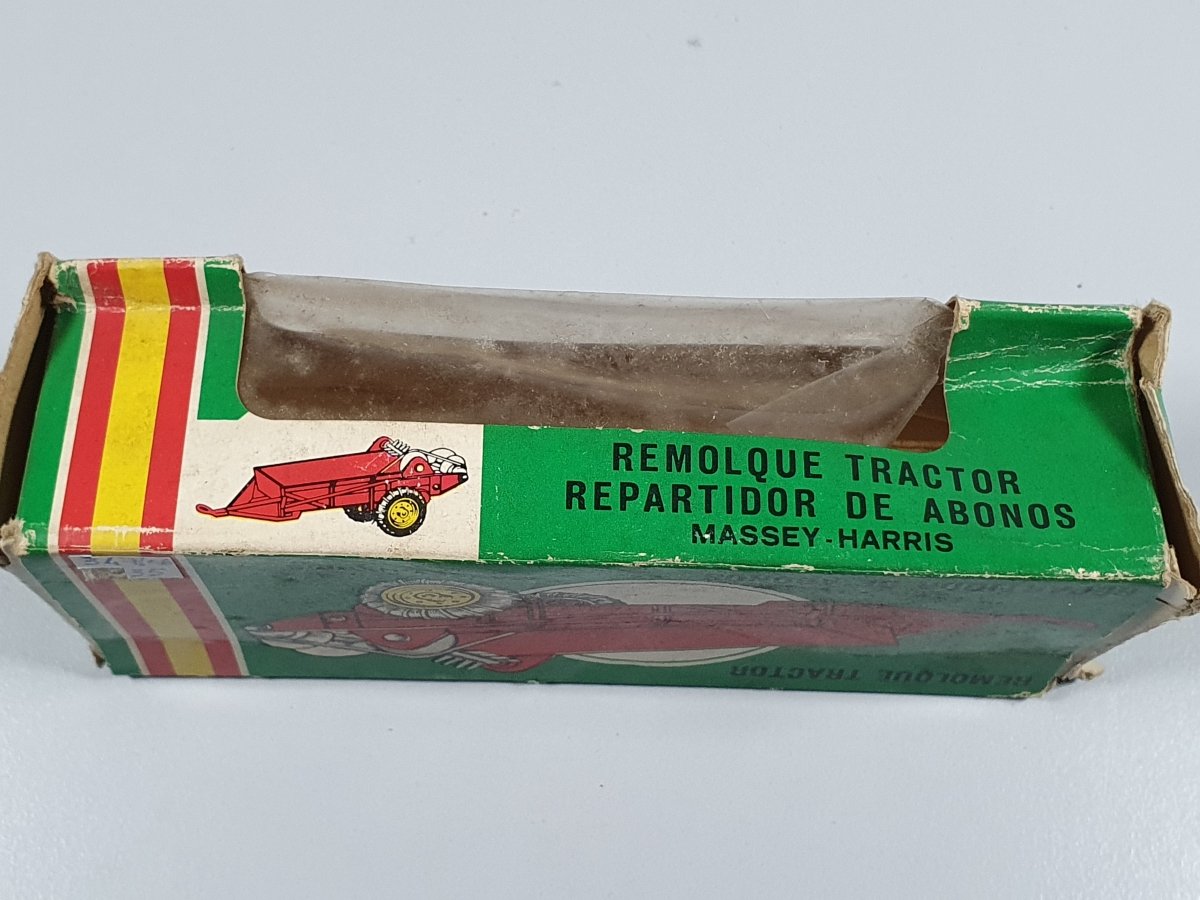 REMOLQUE TRACTOR
REPARTIDOR DE ABONOS
MASSEY-HARRIS
REMOLQUE TRACTOR